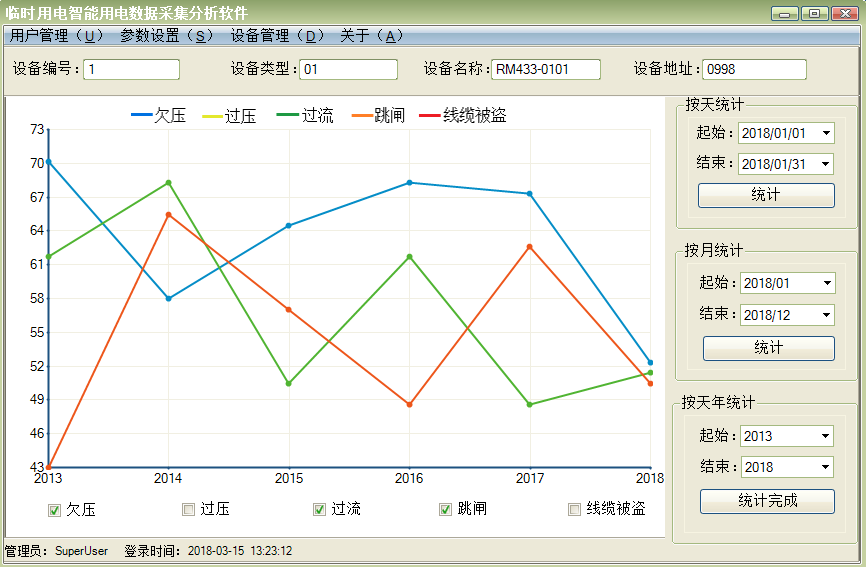 临时用电智能用电数据采集分析软件
用户管理（U） 参数设置（S） 设备管理（D） 关于（A）
设备编号：1 设备类型：01 设备名称：RM433-0101 设备地址：0998
欠压 过压 过流 跳闸 线缆被盗
73
70
67
64
61
58
55
52
49
46
43
2013 2014 2015 2016 2017 2018
欠压 过压 过流 跳闸 线缆被盗
按天统计
起始：2018/01/01
结束：2018/01/31
统计
按月统计
起始：2018/01
结束：2018/12
统计
按天年统计
起始：2013
结束：2018
统计完成
管理员： SuperUser 登录时间： 2018-03-15 13:23:12